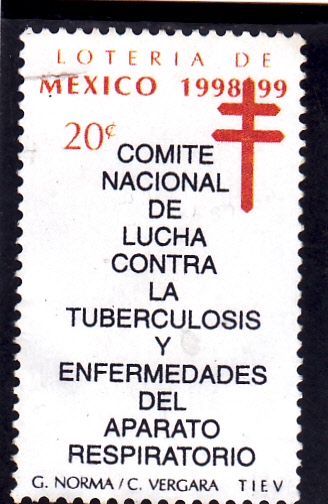 LOTERIA DE
MEXICO 1998 99
20¢
COMITE
NACIONAL
DE
LUCHA
CONTRA
LA
TUBERCULOSIS
Y
ENFERMEDADES
DEL
APARATO
RESPIRATORIO
G. NORMA/C. VERGARA TIEV